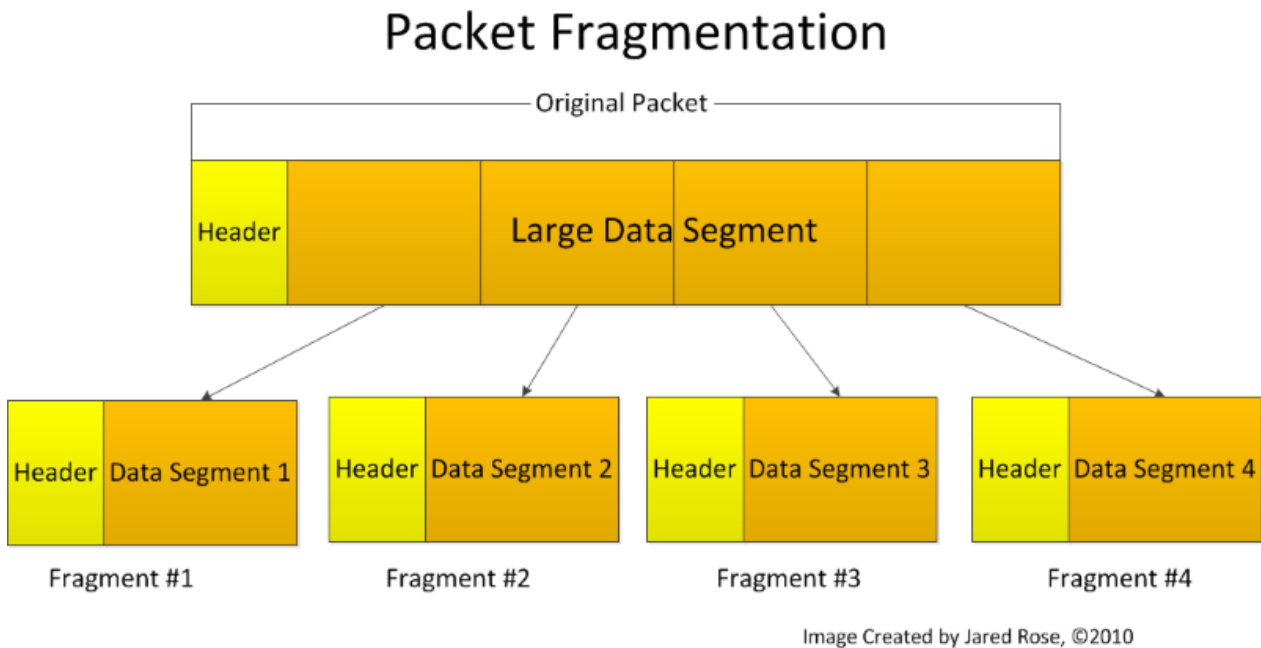 Packet Fragmentation
Original Packet
Header
Large Data Segment
Header Data Segment 1
Header Data Segment 2
Header Data Segment 3
Header Data Segment 4
Fragment #1
Fragment #2
Fragment #3
Fragment #4
Image Created by Jared Rose, ©2010